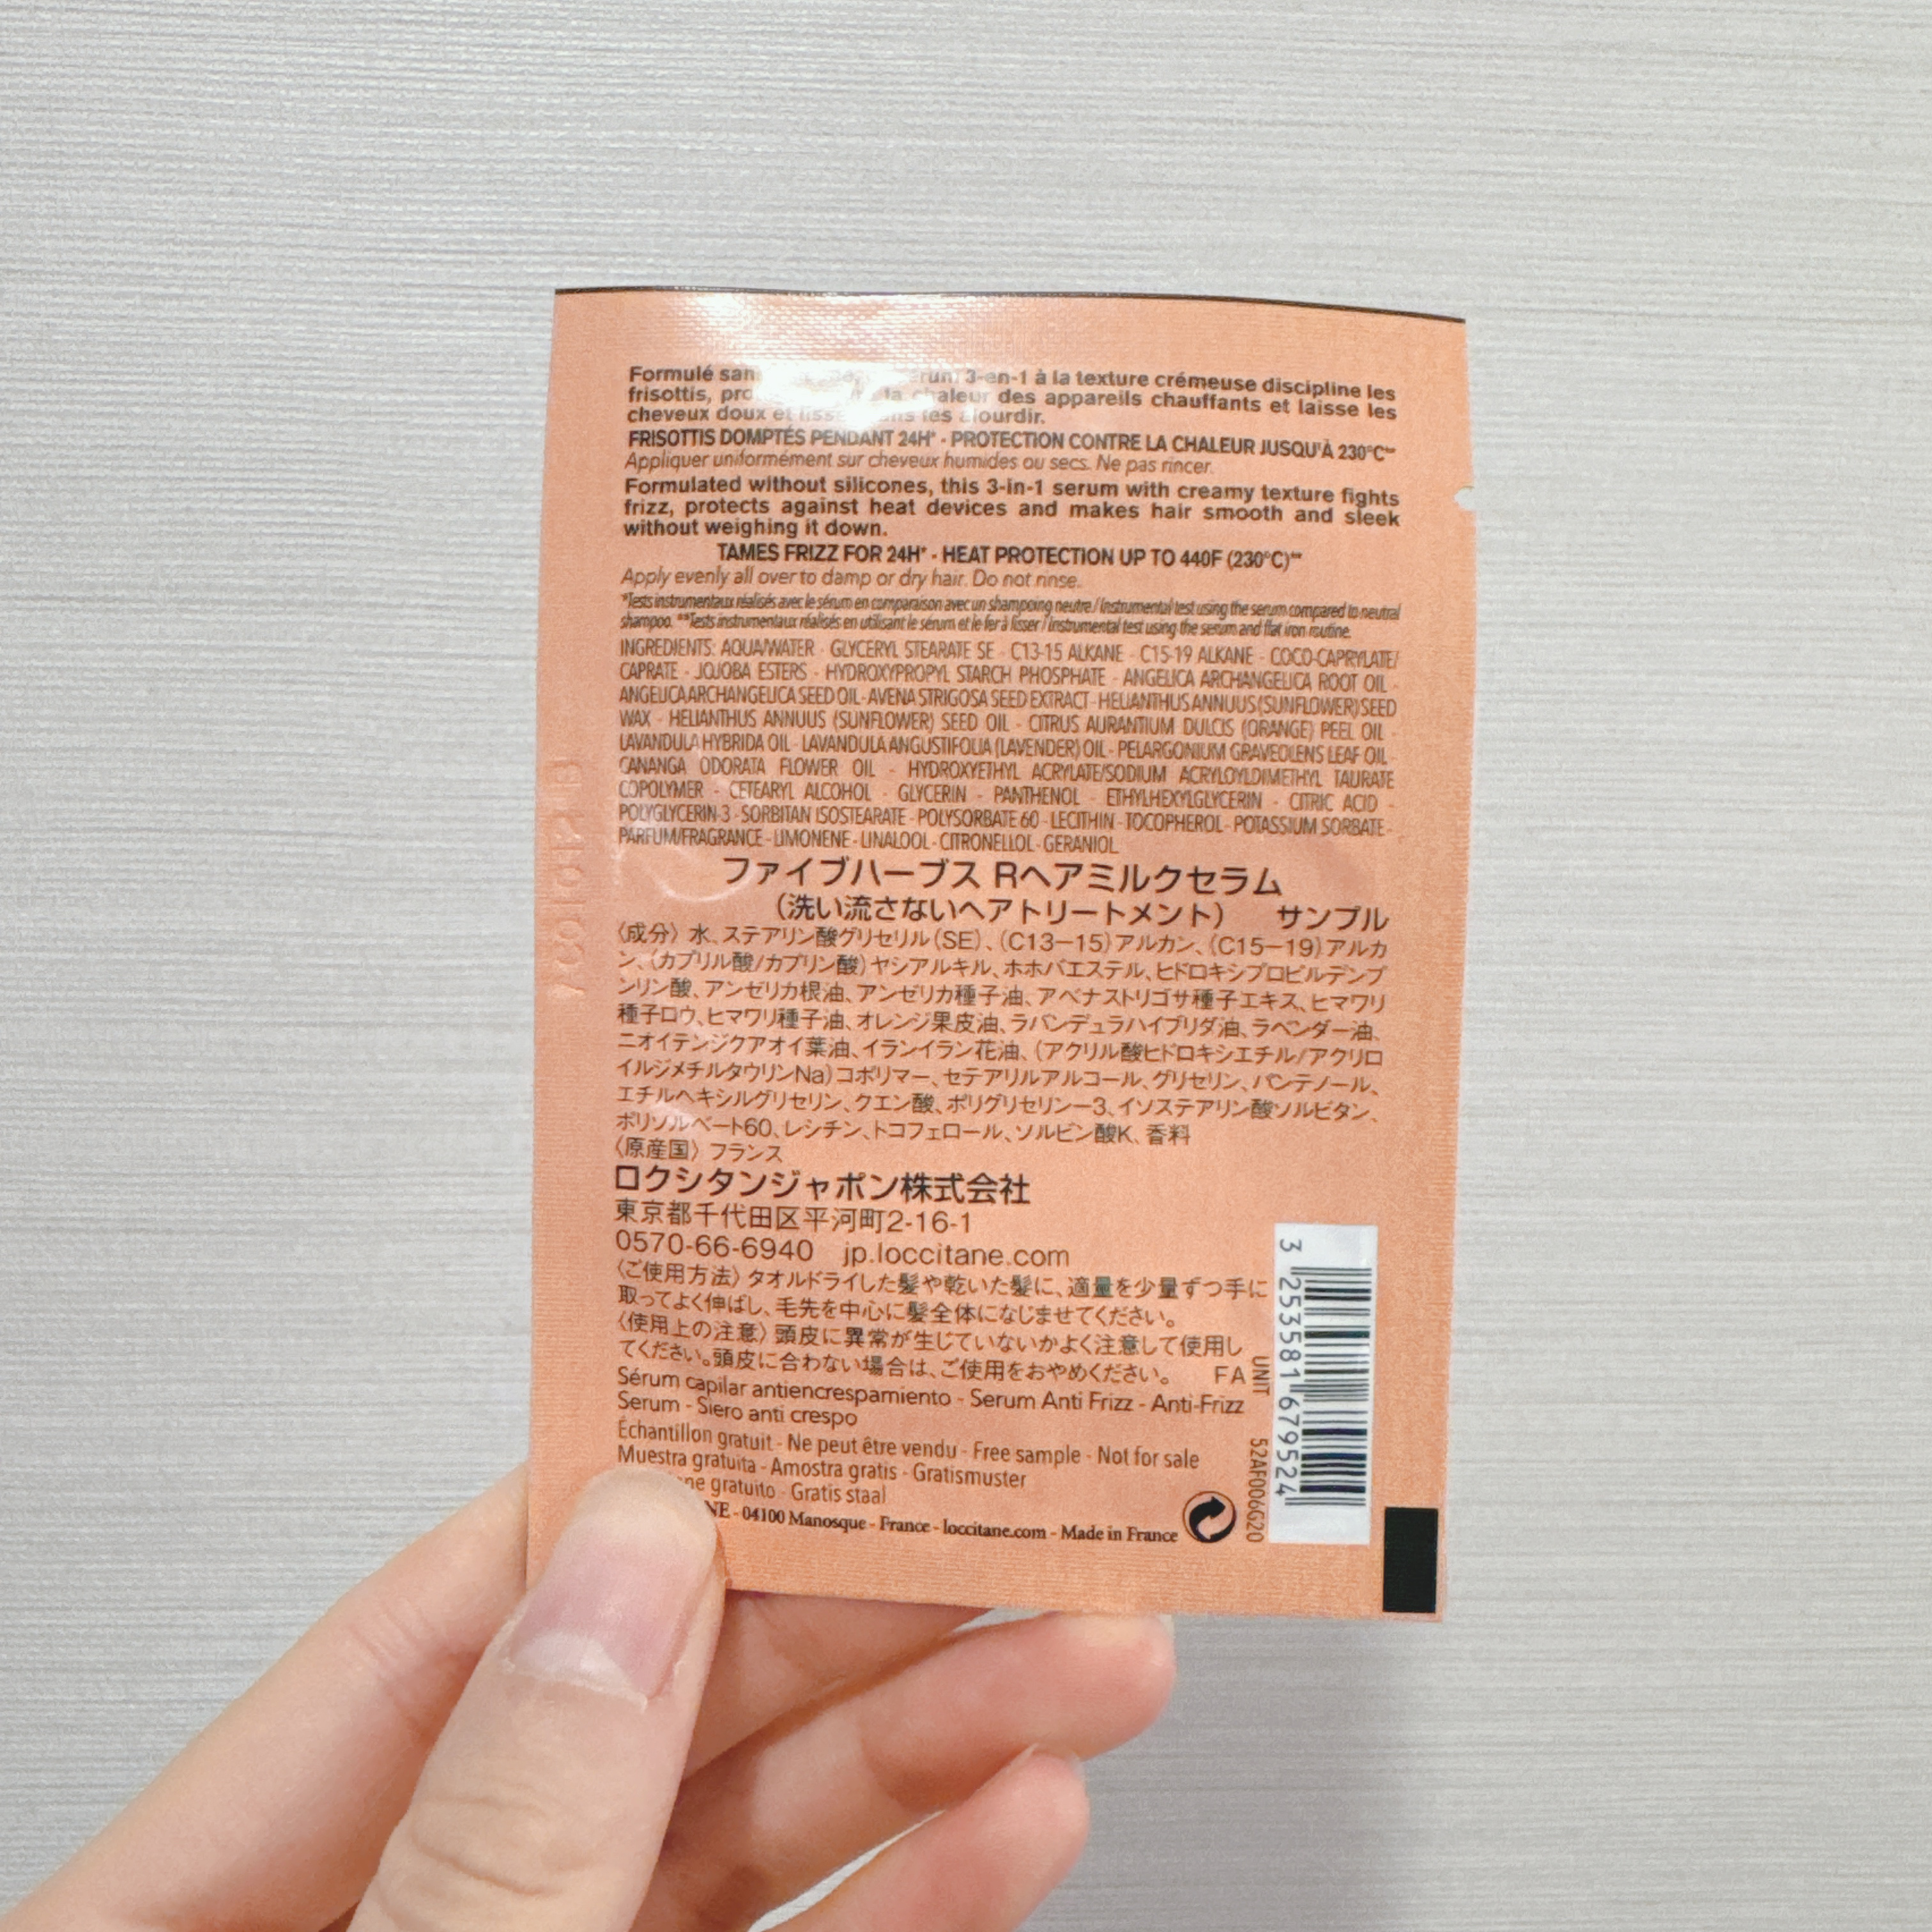 Formulé 3-en-1 à la texture crémeuse discipline les
frisottis, la chaleur des appareils chauffants et laisse les
cheveux doux et
FRISOTTIS DOMPTÉS PENDANT 24H* - PROTECTION CONTRE LA CHALEUR JUSQU'À 230°C**
Appliquer uniformément sur cheveux humides ou secs. Ne pas rincer.
Formulated without silicones, this 3-in-1 serum with creamy texture fights
frizz, protects against heat devices and makes hair smooth and sleek
without weighing it down.
TAMES FRIZZ FOR 24H* - HEAT PROTECTION UP TO 440F (230°C)**
Apply evenly all over to damp or dry hair. Do not rinse.
*Tests instrumentaux réalisés avec le sérum en comparaison avec un shampoing neutre / Instrumental test using the serum compared to neutral
shampoo. **Tests instrumentaux réalisés en utilisant le sérum et le fer à lisser / Instrumental test using the serum and flat iron routine.
INGREDIENTS: AQUA/WATER - GLYCERYL STEARATE SE - C13-15 ALKANE - C15-19 ALKANE - COCO-CAPRYLATE/
CAPRATE - JOJOBA ESTERS - HYDROXYPROPYL STARCH PHOSPHATE - ANGELICA ARCHANGELICA ROOT OIL -
ANGELICA ARCHANGELICA SEED OIL - AVENA STRIGOSA SEED EXTRACT - HELIANTHUS ANNUUS (SUNFLOWER) SEED
WAX - HELIANTHUS ANNUUS (SUNFLOWER) SEED OIL - CITRUS AURANTIUM DULCIS (ORANGE) PEEL OIL -
LAVANDULA HYBRIDA OIL - LAVANDULA ANGUSTIFOLIA (LAVENDER) OIL - PELARGONIUM GRAVEOLENS LEAF OIL -
CANANGA ODORATA FLOWER OIL - HYDROXYETHYL ACRYLATE/SODIUM ACRYLOYLDIMETHYL TAURATE
COPOLYMER - CETEARYL ALCOHOL - GLYCERIN - PANTHENOL - ETHYLHEXYLGLYCERIN - CITRIC ACID -
POLYGLYCERIN-3 - SORBITAN ISOSTEARATE - POLYSORBATE 60 - LECITHIN - TOCOPHEROL - POTASSIUM SORBATE -
PARFUM/FRAGRANCE - LIMONENE - LINALOOL - CITRONELLOL - GERANIOL
ファイブハーブス Rヘアミルクセラム
（洗い流さないヘアトリートメント） サンプル
〈成分〉水、ステアリン酸グリセリル（SE）、（C13ー15）アルカン、（C15ー19）アルカ
ン、（カプリル酸/カプリン酸）ヤシアルキル、ホホバエステル、ヒドロキシプロピルデンプ
ンリン酸、アンゼリカ根油、アンゼリカ種子油、アベナストリゴサ種子エキス、ヒマワリ
種子ロウ、ヒマワリ種子油、オレンジ果皮油、ラバンデュラハイブリダ油、ラベンダー油、
ニオイテンジクアオイ葉油、イランイラン花油、（アクリル酸ヒドロキシエチル/アクリロ
イルジメチルタウリンNa）コポリマー、セテアリルアルコール、グリセリン、パンテノール、
エチルヘキシルグリセリン、クエン酸、ポリグリセリンー3、イソステアリン酸ソルビタン、
ポリソルベート60、レシチン、トコフェロール、ソルビン酸K、香料
〈原産国〉フランス
ロクシタンジャポン株式会社
東京都千代田区平河町2-16-1
0570-66-6940 jp.loccitane.com
〈ご使用方法〉タオルドライした髪や乾いた髪に、適量を少量ずつ手に
取ってよく伸ばし、毛先を中心に髪全体になじませてください。
〈使用上の注意〉頭皮に異常が生じていないかよく注意して使用し
てください。頭皮に合わない場合は、ご使用をおやめください。 FA
Sérum capilar antiencrespamiento - Serum Anti Frizz - Anti-Frizz
Serum - Siero anti crespo
Échantillon gratuit - Ne peut être vendu - Free sample - Not for sale
Muestra gratuita - Amostra gratis - Gratismuster
gratuito - Gratis staal
- 04100 Manosque - France - loccitane.com - Made in France
UNIT 52AF006G20
3 253581 679524